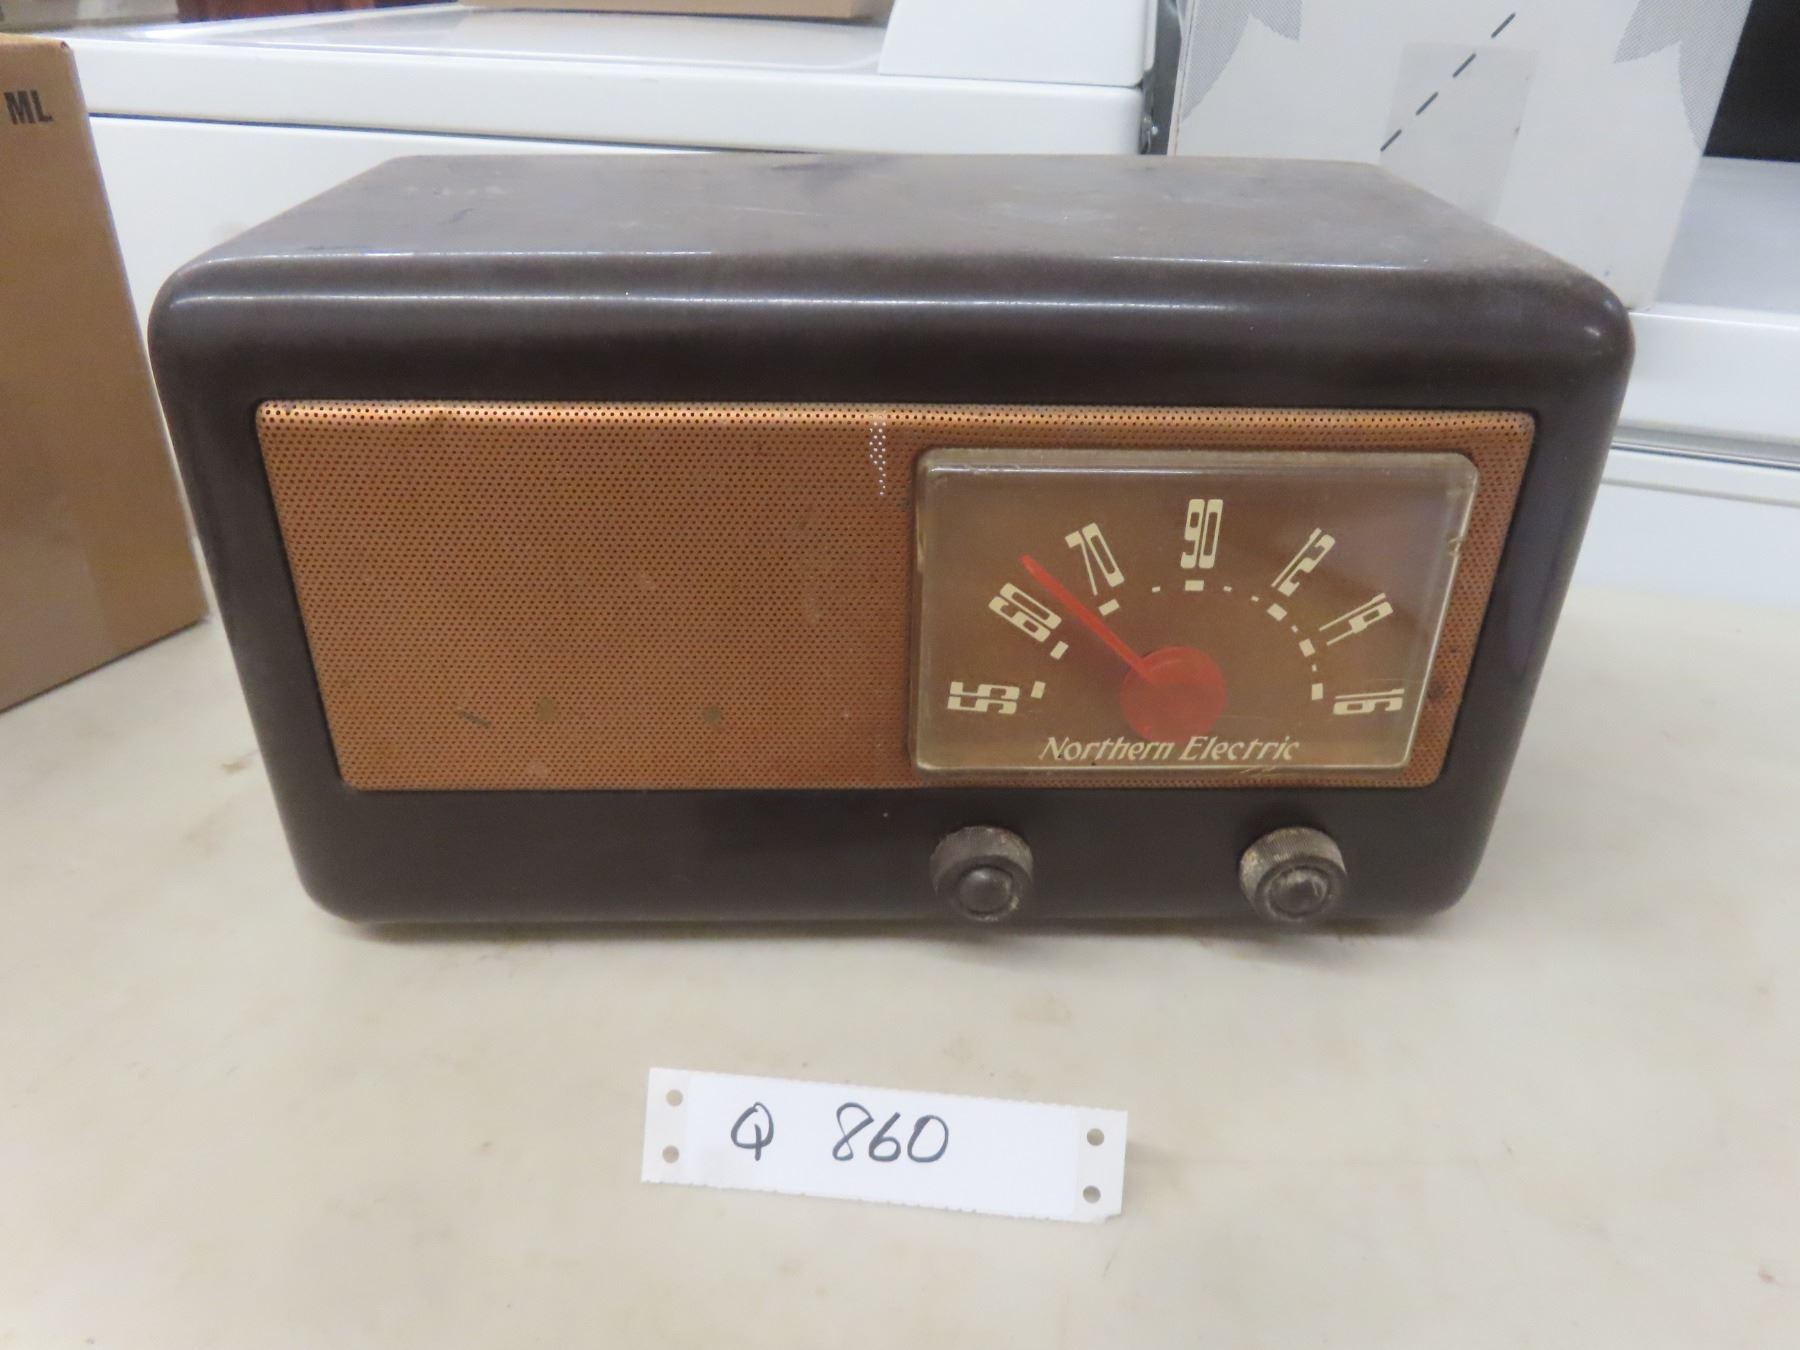 ML
55 60 70 90 12 14 16
Northern Electric
Q 860